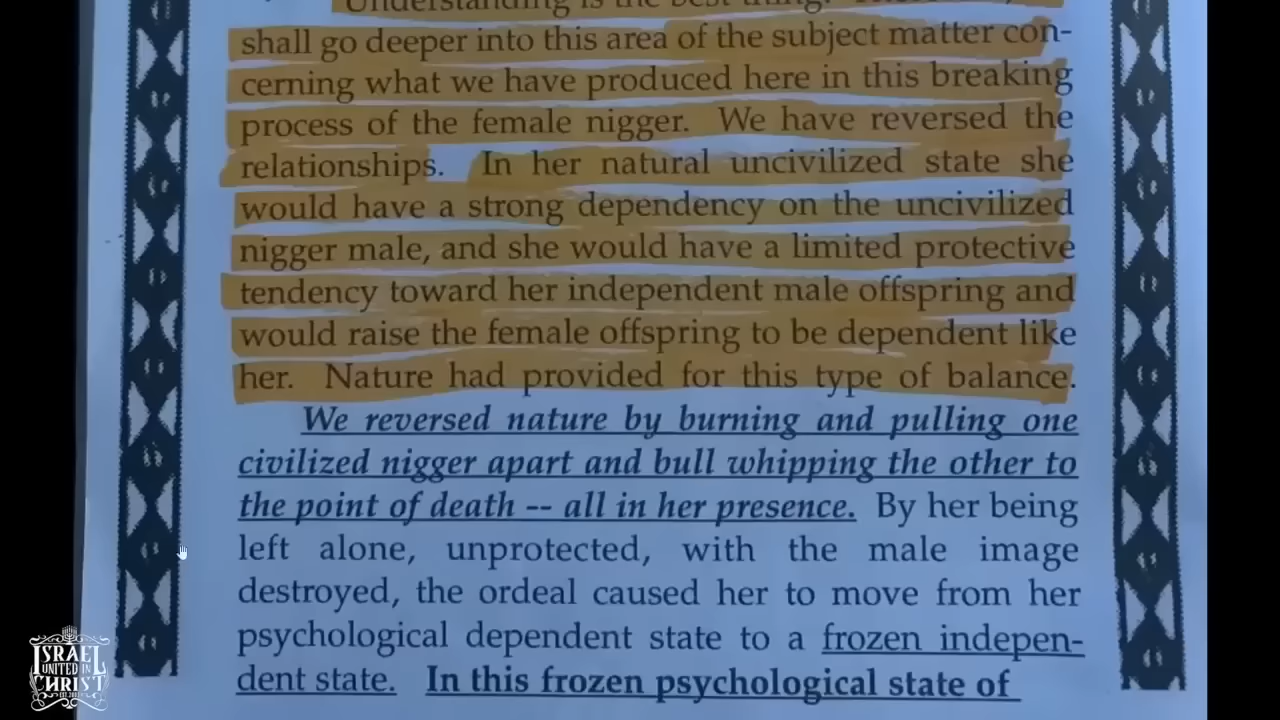 Understanding is the best thing.
shall go deeper into this area of the subject matter con-
cerning what we have produced here in this breaking
process of the female nigger. We have reversed the
relationships. In her natural uncivilized state she
would have a strong dependency on the uncivilized
nigger male, and she would have a limited protective
tendency toward her independent male offspring and
would raise the female offspring to be dependent like
her. Nature had provided for this type of balance.
We reversed nature by burning and pulling one
civilized nigger apart and bull whipping the other to
the point of death -- all in her presence. By her being
left alone, unprotected, with the male image
destroyed, the ordeal caused her to move from her
psychological dependent state to a frozen indepen-
dent state. In this frozen psychological state of
ISRAEL
UNITED IN
CHRIST